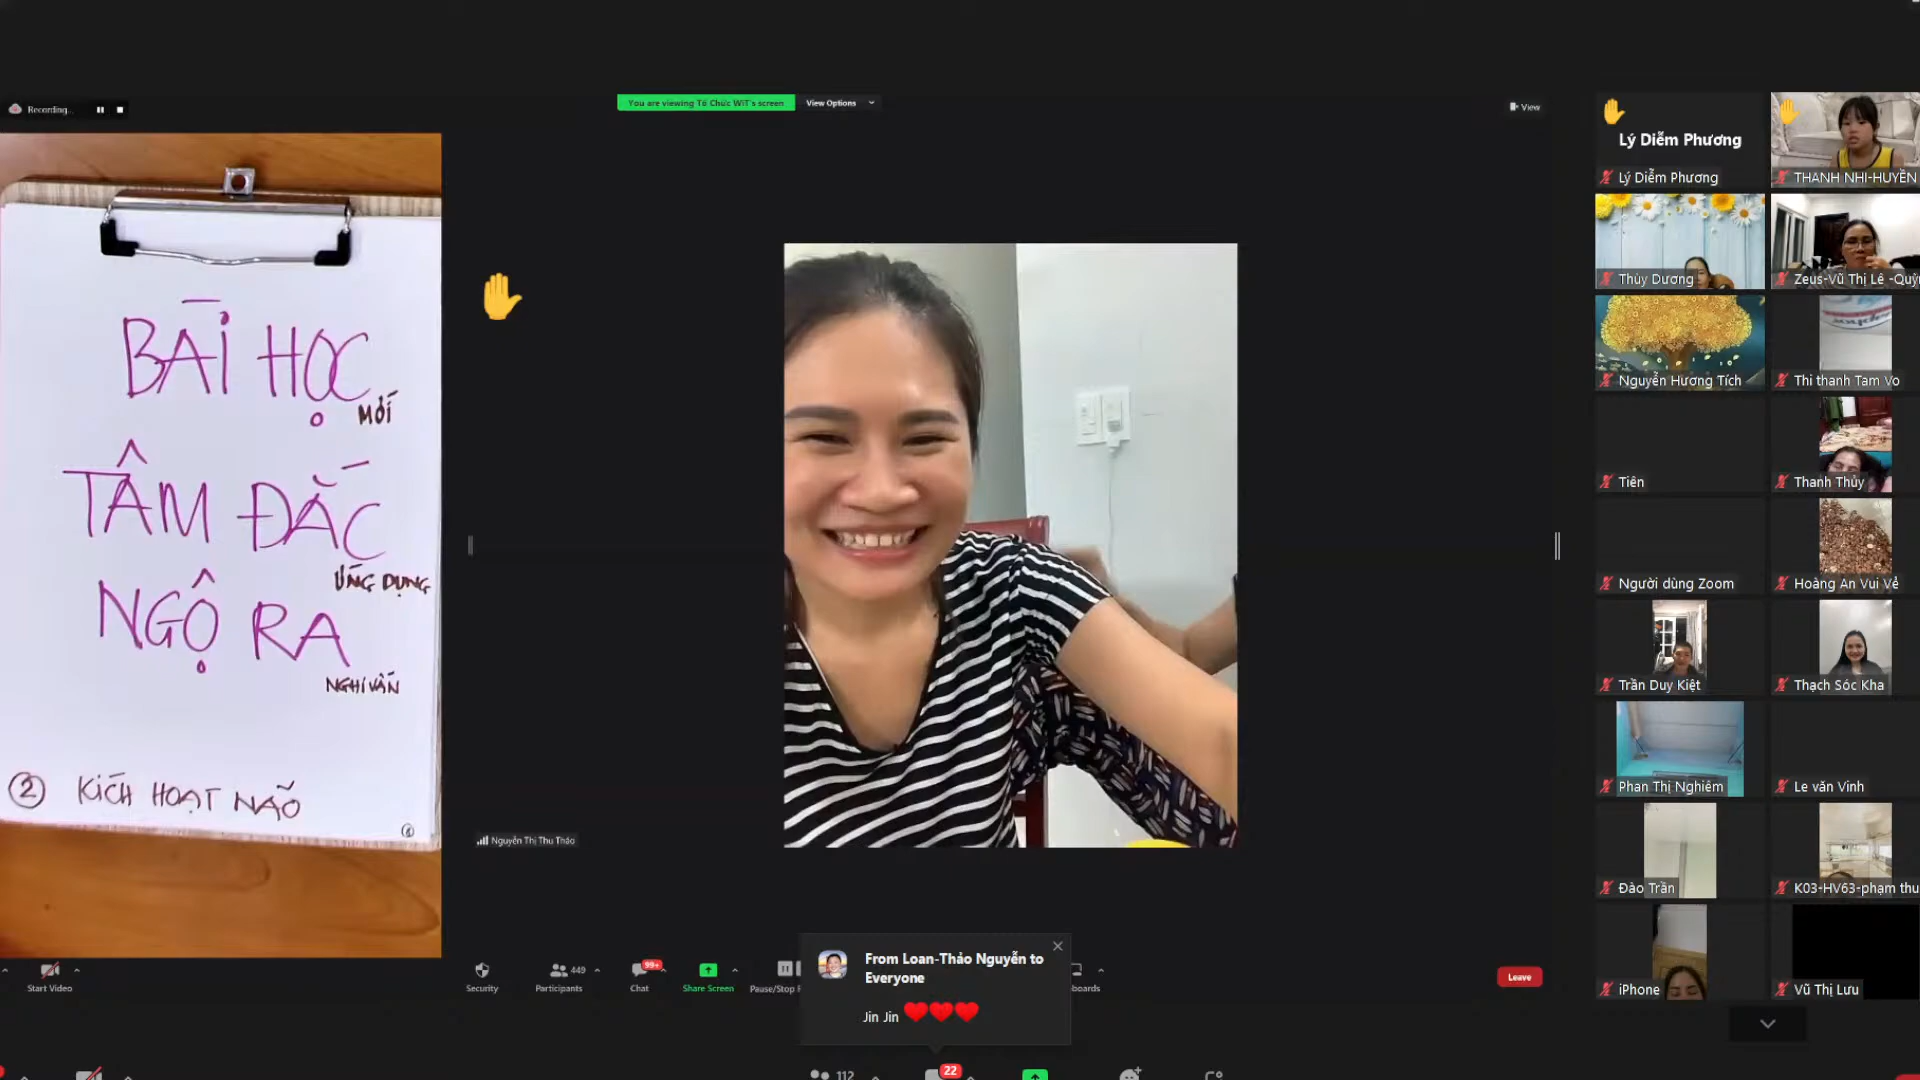 Recording...
You are viewing Tổ Chức WiT's screen
View Options
View
BÀI HỌC
MỚI
TÂM ĐẮC
ỨNG DỤNG
NGỘ RA
NGHI VẤN
2 KÍCH HOẠT NÃO
Nguyễn Thị Thu Thảo
Lý Diễm Phương
Lý Diễm Phương
THANH NHI-HUYỀN
Thùy Dương
Zeus-Vũ Thị Lê -Quỳn
Nguyễn Hương Tích
Thi thanh Tam Vo
Tiên
Thanh Thủy
Người dùng Zoom
Hoàng An Vui Vẻ
Trần Duy Kiệt
Thạch Sóc Kha
Phan Thị Nghiêm
Le văn Vinh
Đào Trần
K03-HV63-phạm thu
iPhone
Vũ Thị Lưu
Start Video
Security
449
Participants
99+
Chat
Share Screen
Pause/Stop
boards
Leave
From Loan-Thảo Nguyễn to
Everyone
Jin Jin ❤❤❤
112
22